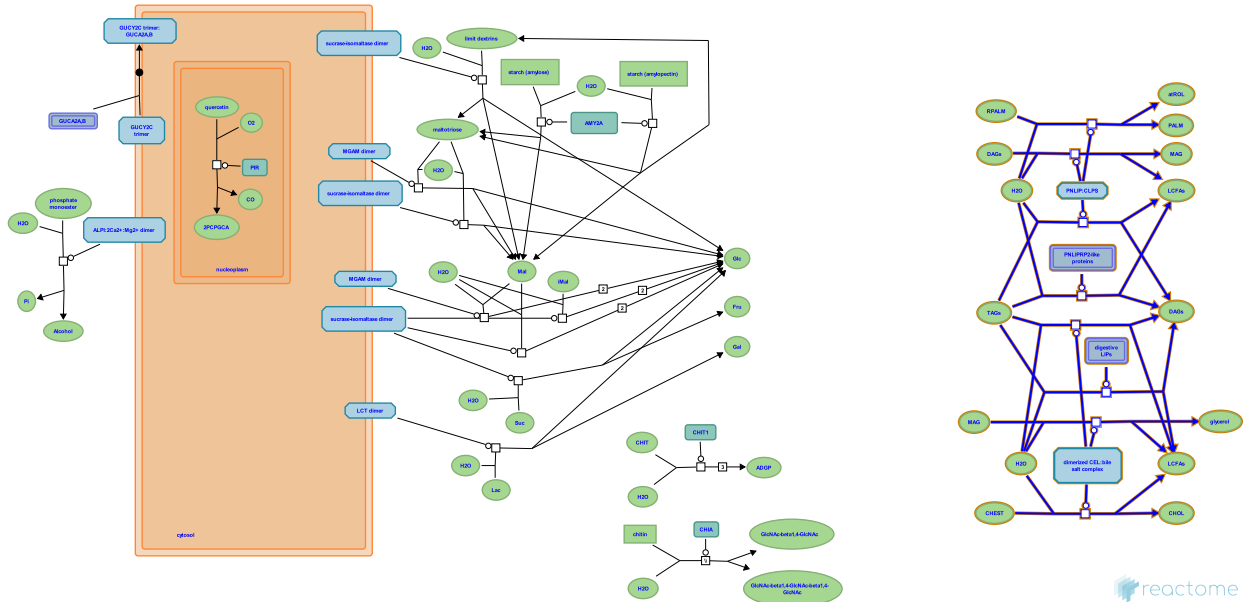 GUCY2C trimer:
GUCA2A,B
GUCA2A,B
GUCY2C
trimer
quercetin
O2
PIR
CO
2PCPGCA
nucleoplasm
cytosol
phosphate
monoester
H2O
ALPI:2Ca2+:Mg2+ dimer
Pi
Alcohol
sucrase-isomaltase dimer
H2O
limit dextrins
starch (amylose)
starch (amylopectin)
H2O
AMY2A
maltotriose
MGAM dimer
H2O
sucrase-isomaltase dimer
MGAM dimer
H2O
Mal
iMal
Glc
2
2
2
sucrase-isomaltase dimer
Fru
Gal
H2O
Suc
LCT dimer
H2O
Lac
CHIT
CHIT1
3
ADGP
H2O
chitin
CHIA
GlcNAc-beta1,4-GlcNAc
H2O
GlcNAc-beta1,4-GlcNAc-beta1,4-
GlcNAc
RPALM
atROL
PALM
DAGs
MAG
H2O
PNLIP:CLPS
LCFAs
PNLIPRP2-like
proteins
TAGs
DAGs
digestive
LIPs
MAG
glycerol
H2O
dimerized CEL:bile
salt complex
LCFAs
CHEST
CHOL
reactome